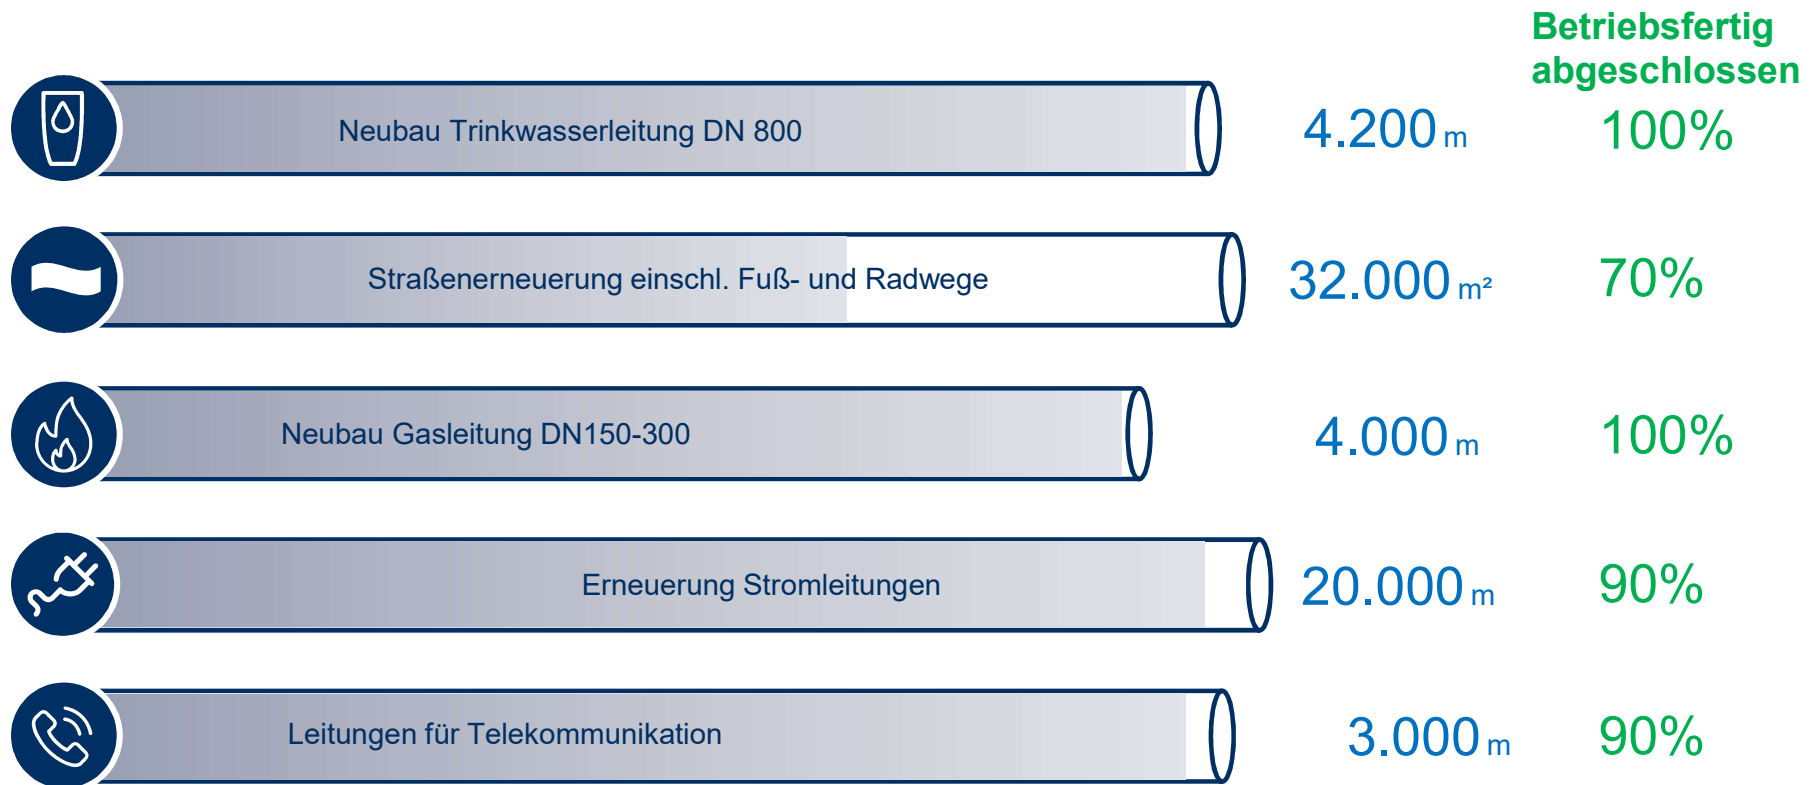 Betriebsfertig
abgeschlossen
Neubau Trinkwasserleitung DN 800 4.200 m 100%
Straßenerneuerung einschl. Fuß- und Radwege 32.000 m² 70%
Neubau Gasleitung DN150-300 4.000 m 100%
Erneuerung Stromleitungen 20.000 m 90%
Leitungen für Telekommunikation 3.000 m 90%